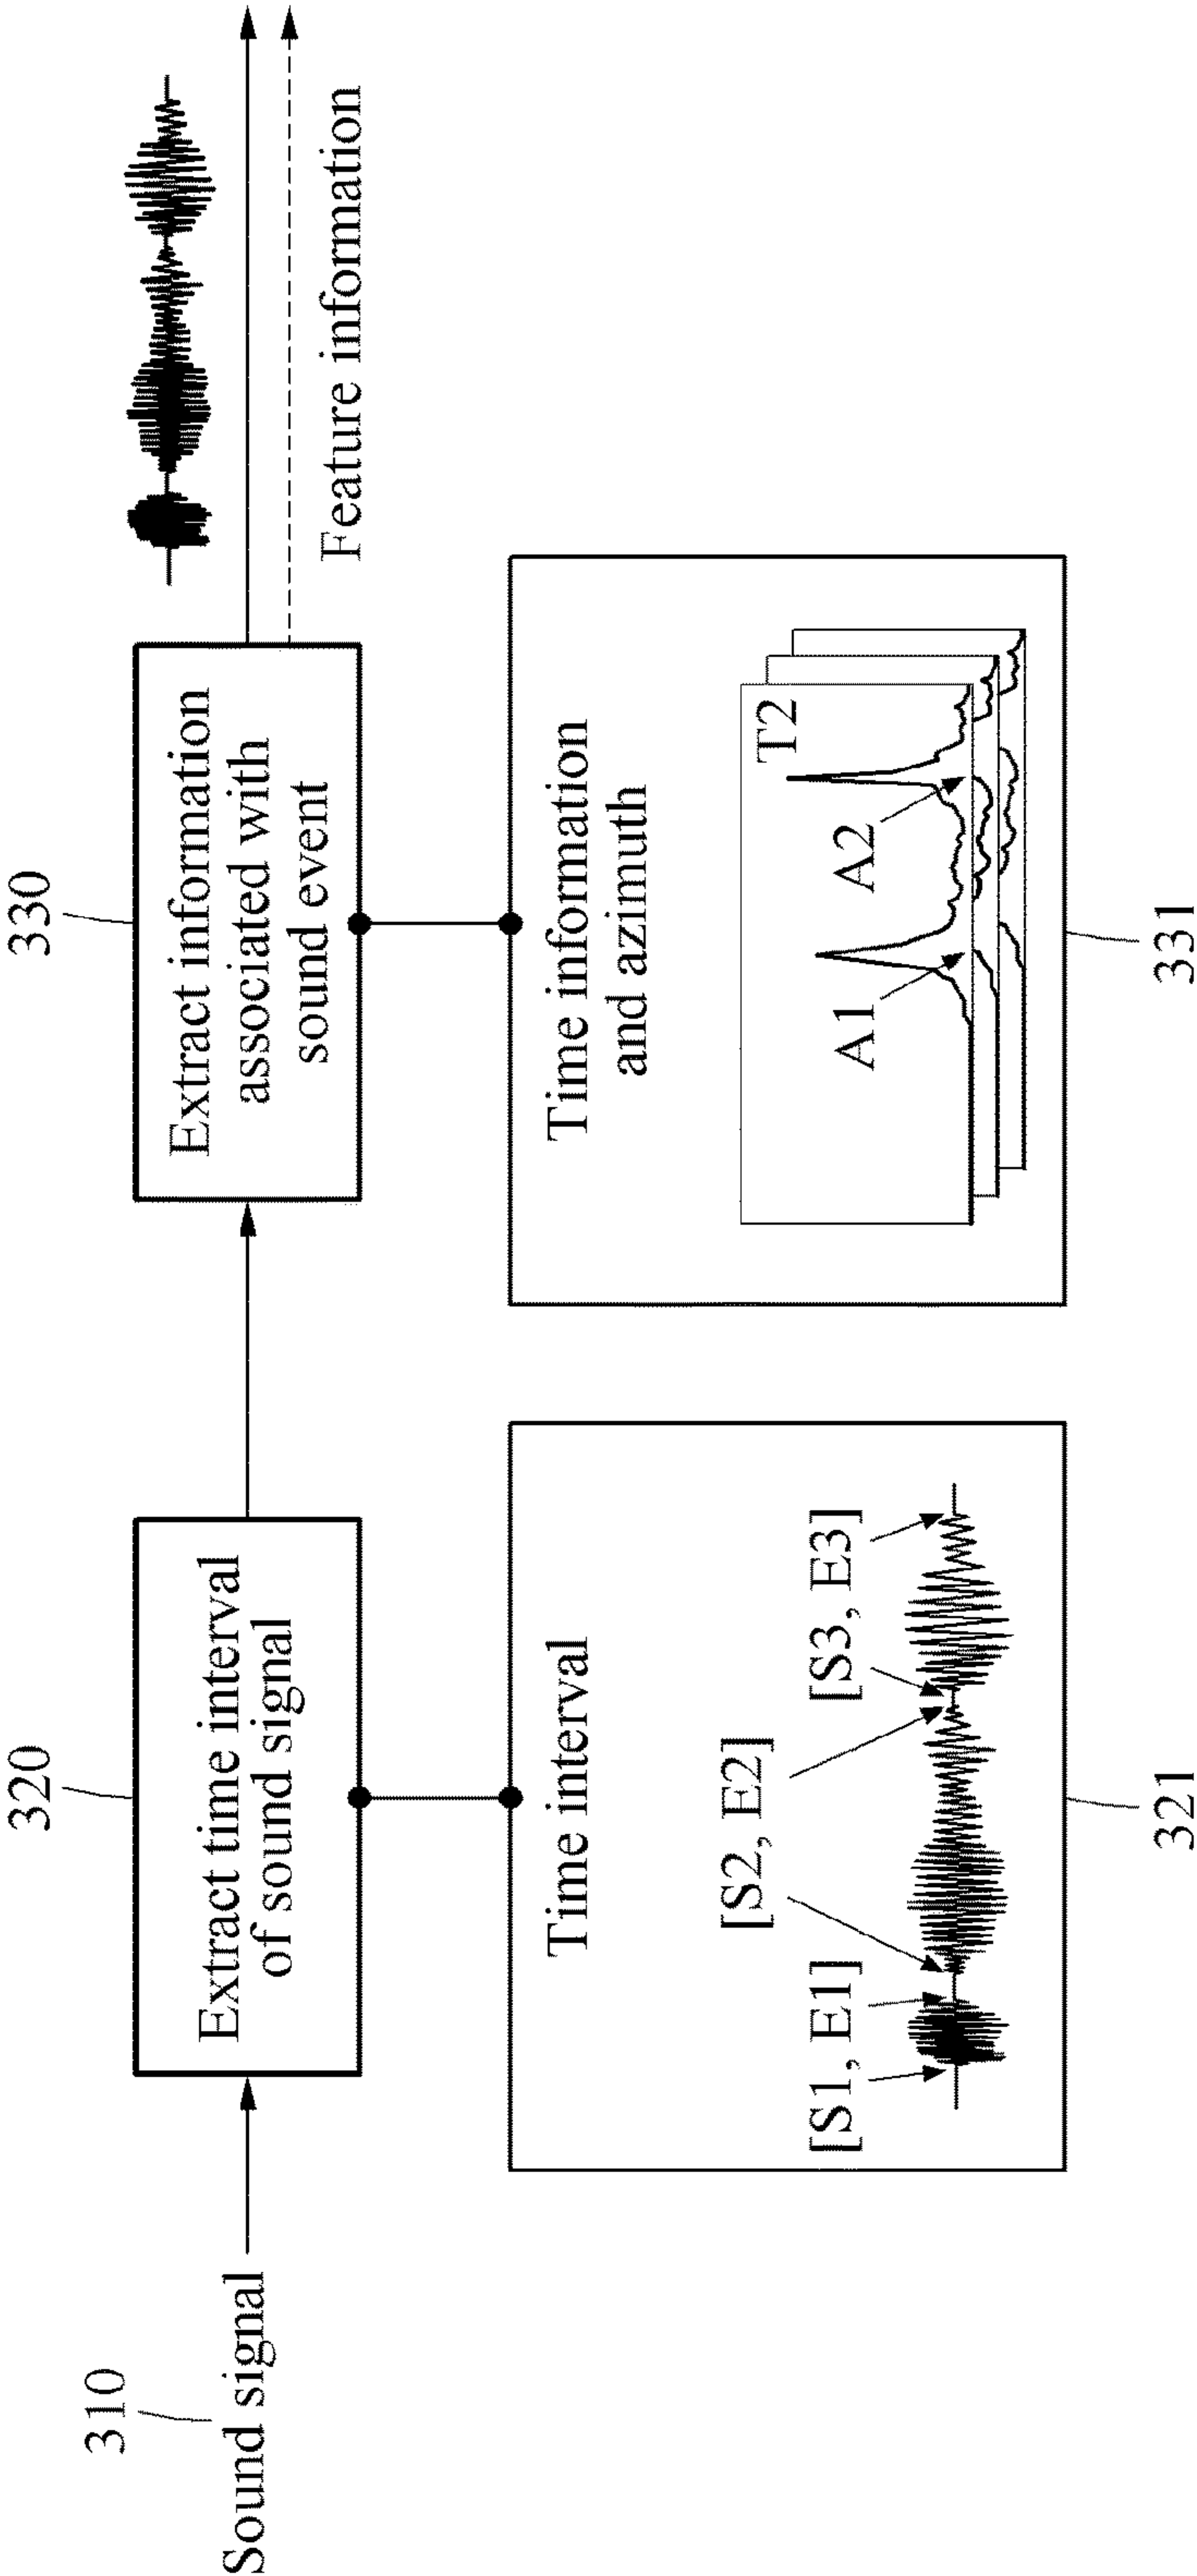 310
Sound signal
320
Extract time interval
of sound signal
330
Extract information
associated with
sound event
Feature information
Time interval
[S1, E1]
[S2, E2]
[S3, E3]
321
Time information
and azimuth
T2
A1
A2
331